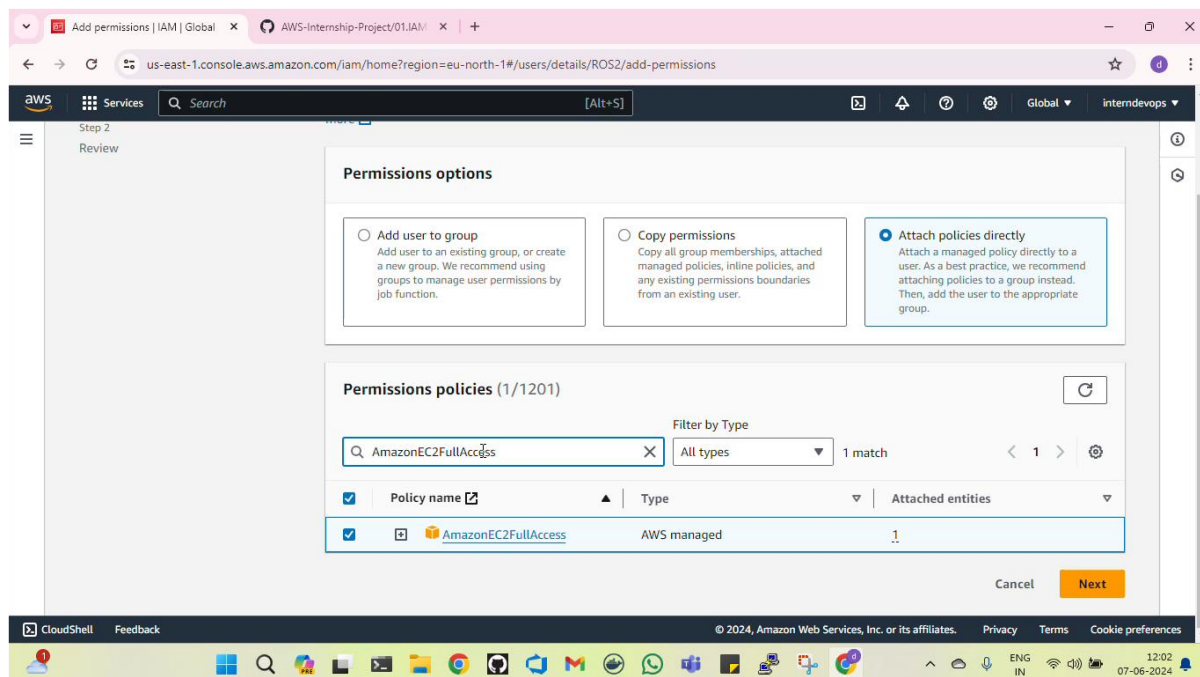 Add permissions | IAM | Global
AWS-Internship-Project/01.IAM
us-east-1.console.aws.amazon.com/iam/home?region=eu-north-1#/users/details/ROS2/add-permissions
d
aws
Services
Search
[Alt+S]
Global
interndevops
Step 2
Review
Permissions options
Add user to group
Add user to an existing group, or create
a new group. We recommend using
groups to manage user permissions by
job function.
Copy permissions
Copy all group memberships, attached
managed policies, inline policies, and
any existing permissions boundaries
from an existing user.
Attach policies directly
Attach a managed policy directly to a
user. As a best practice, we recommend
attaching policies to a group instead.
Then, add the user to the appropriate
group.
Permissions policies (1/1201)
Filter by Type
AmazonEC2FullAccess
All types
1 match
1
Policy name
Type
Attached entities
AmazonEC2FullAccess
AWS managed
1
Cancel
Next
CloudShell
Feedback
© 2024, Amazon Web Services, Inc. or its affiliates.
Privacy
Terms
Cookie preferences
1
PRE
d
ENG
IN
12:02
07-06-2024